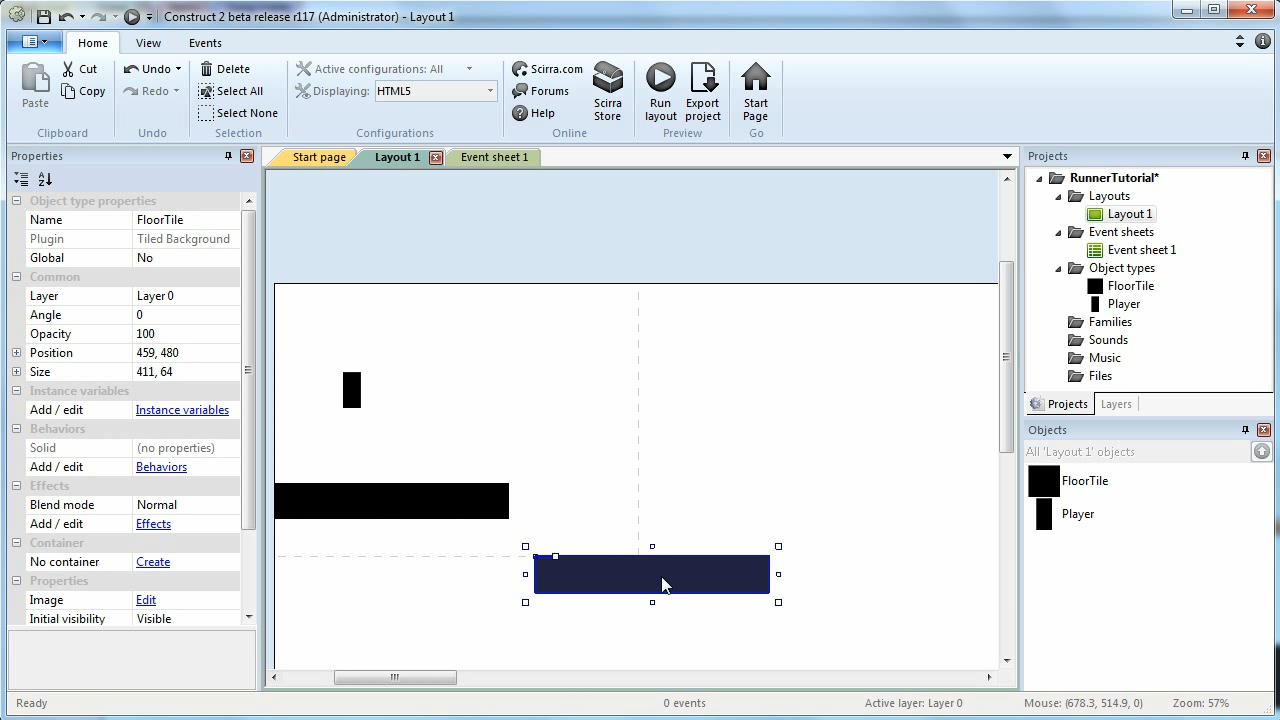 Construct 2 beta release r117 (Administrator) - Layout 1
Home View Events
Paste Cut Copy
Undo Redo
Delete Select All Select None
Active configurations: All
Displaying: HTML5
Scirra.com Forums Help
Scirra Store
Run layout Export project
Start Page
Clipboard Undo Selection Configurations Online Preview Go
Properties
Start page Layout 1 Event sheet 1
Object type properties
Name FloorTile
Plugin Tiled Background
Global No
Common
Layer Layer 0
Angle 0
Opacity 100
Position 450, 480
Size 411, 64
Instance variables
Add / edit Instance variables
Behaviors
Solid (no properties)
Add / edit Behaviors
Effects
Blend mode Normal
Add / edit Effects
Container
No contain Create
Properties
Image Edit
Initial visibility Visible
Projects
RunnerTutorial*
Layouts
Layout 1
Event sheets
Event sheet 1
Object types
FloorTile
Player
Families
Sounds
Music
Files
Projects Layers
Objects
All 'Layout 1' objects
FloorTile
Player
Ready 0 events Active layer: Layer 0 Mouse: (678.3, 514.9, 0) Zoom: 57%